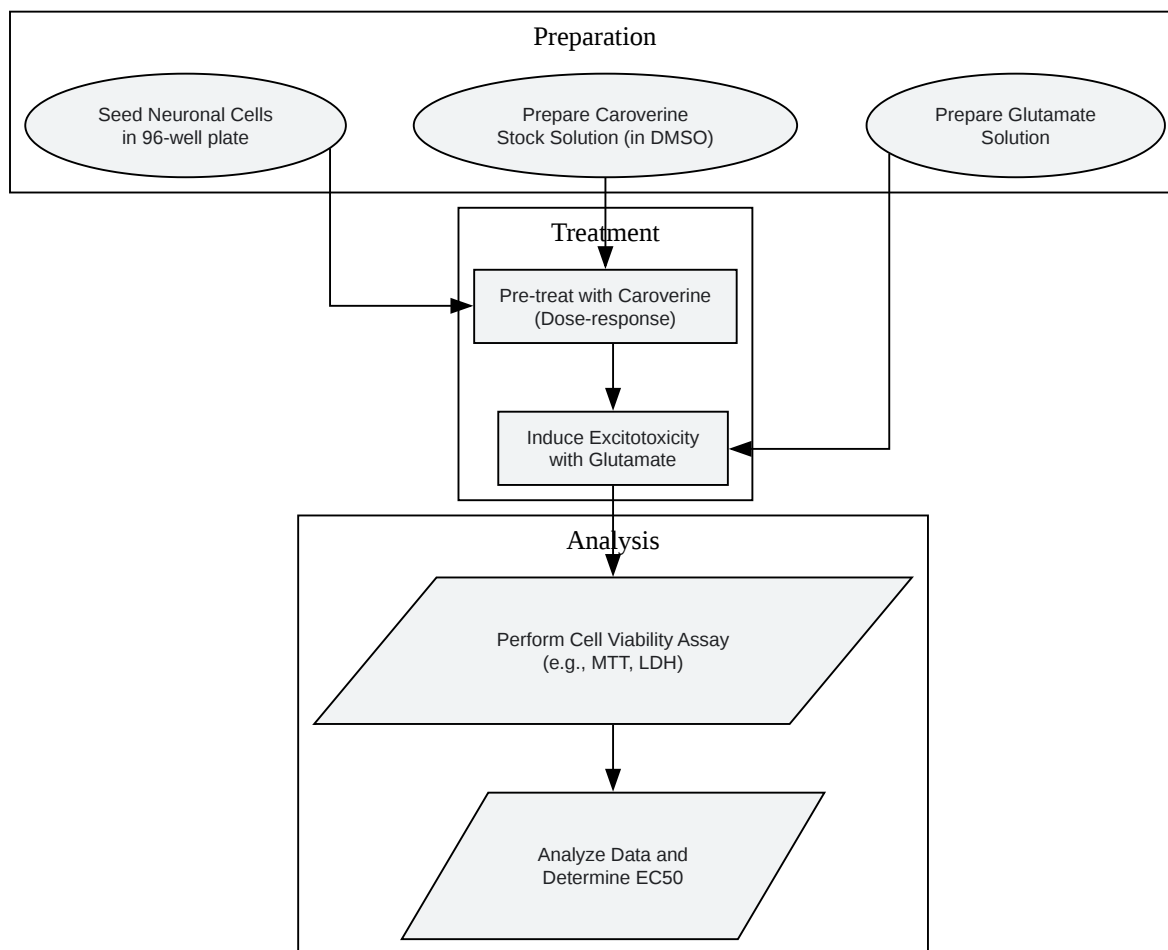 Preparation
Seed Neuronal Cells
in 96-well plate
Prepare Caroverine
Stock Solution (in DMSO)
Prepare Glutamate
Solution
Treatment
Pre-treat with Caroverine
(Dose-response)
Induce Excitotoxicity
with Glutamate
Analysis
Perform Cell Viability Assay
(e.g., MTT, LDH)
Analyze Data and
Determine EC50